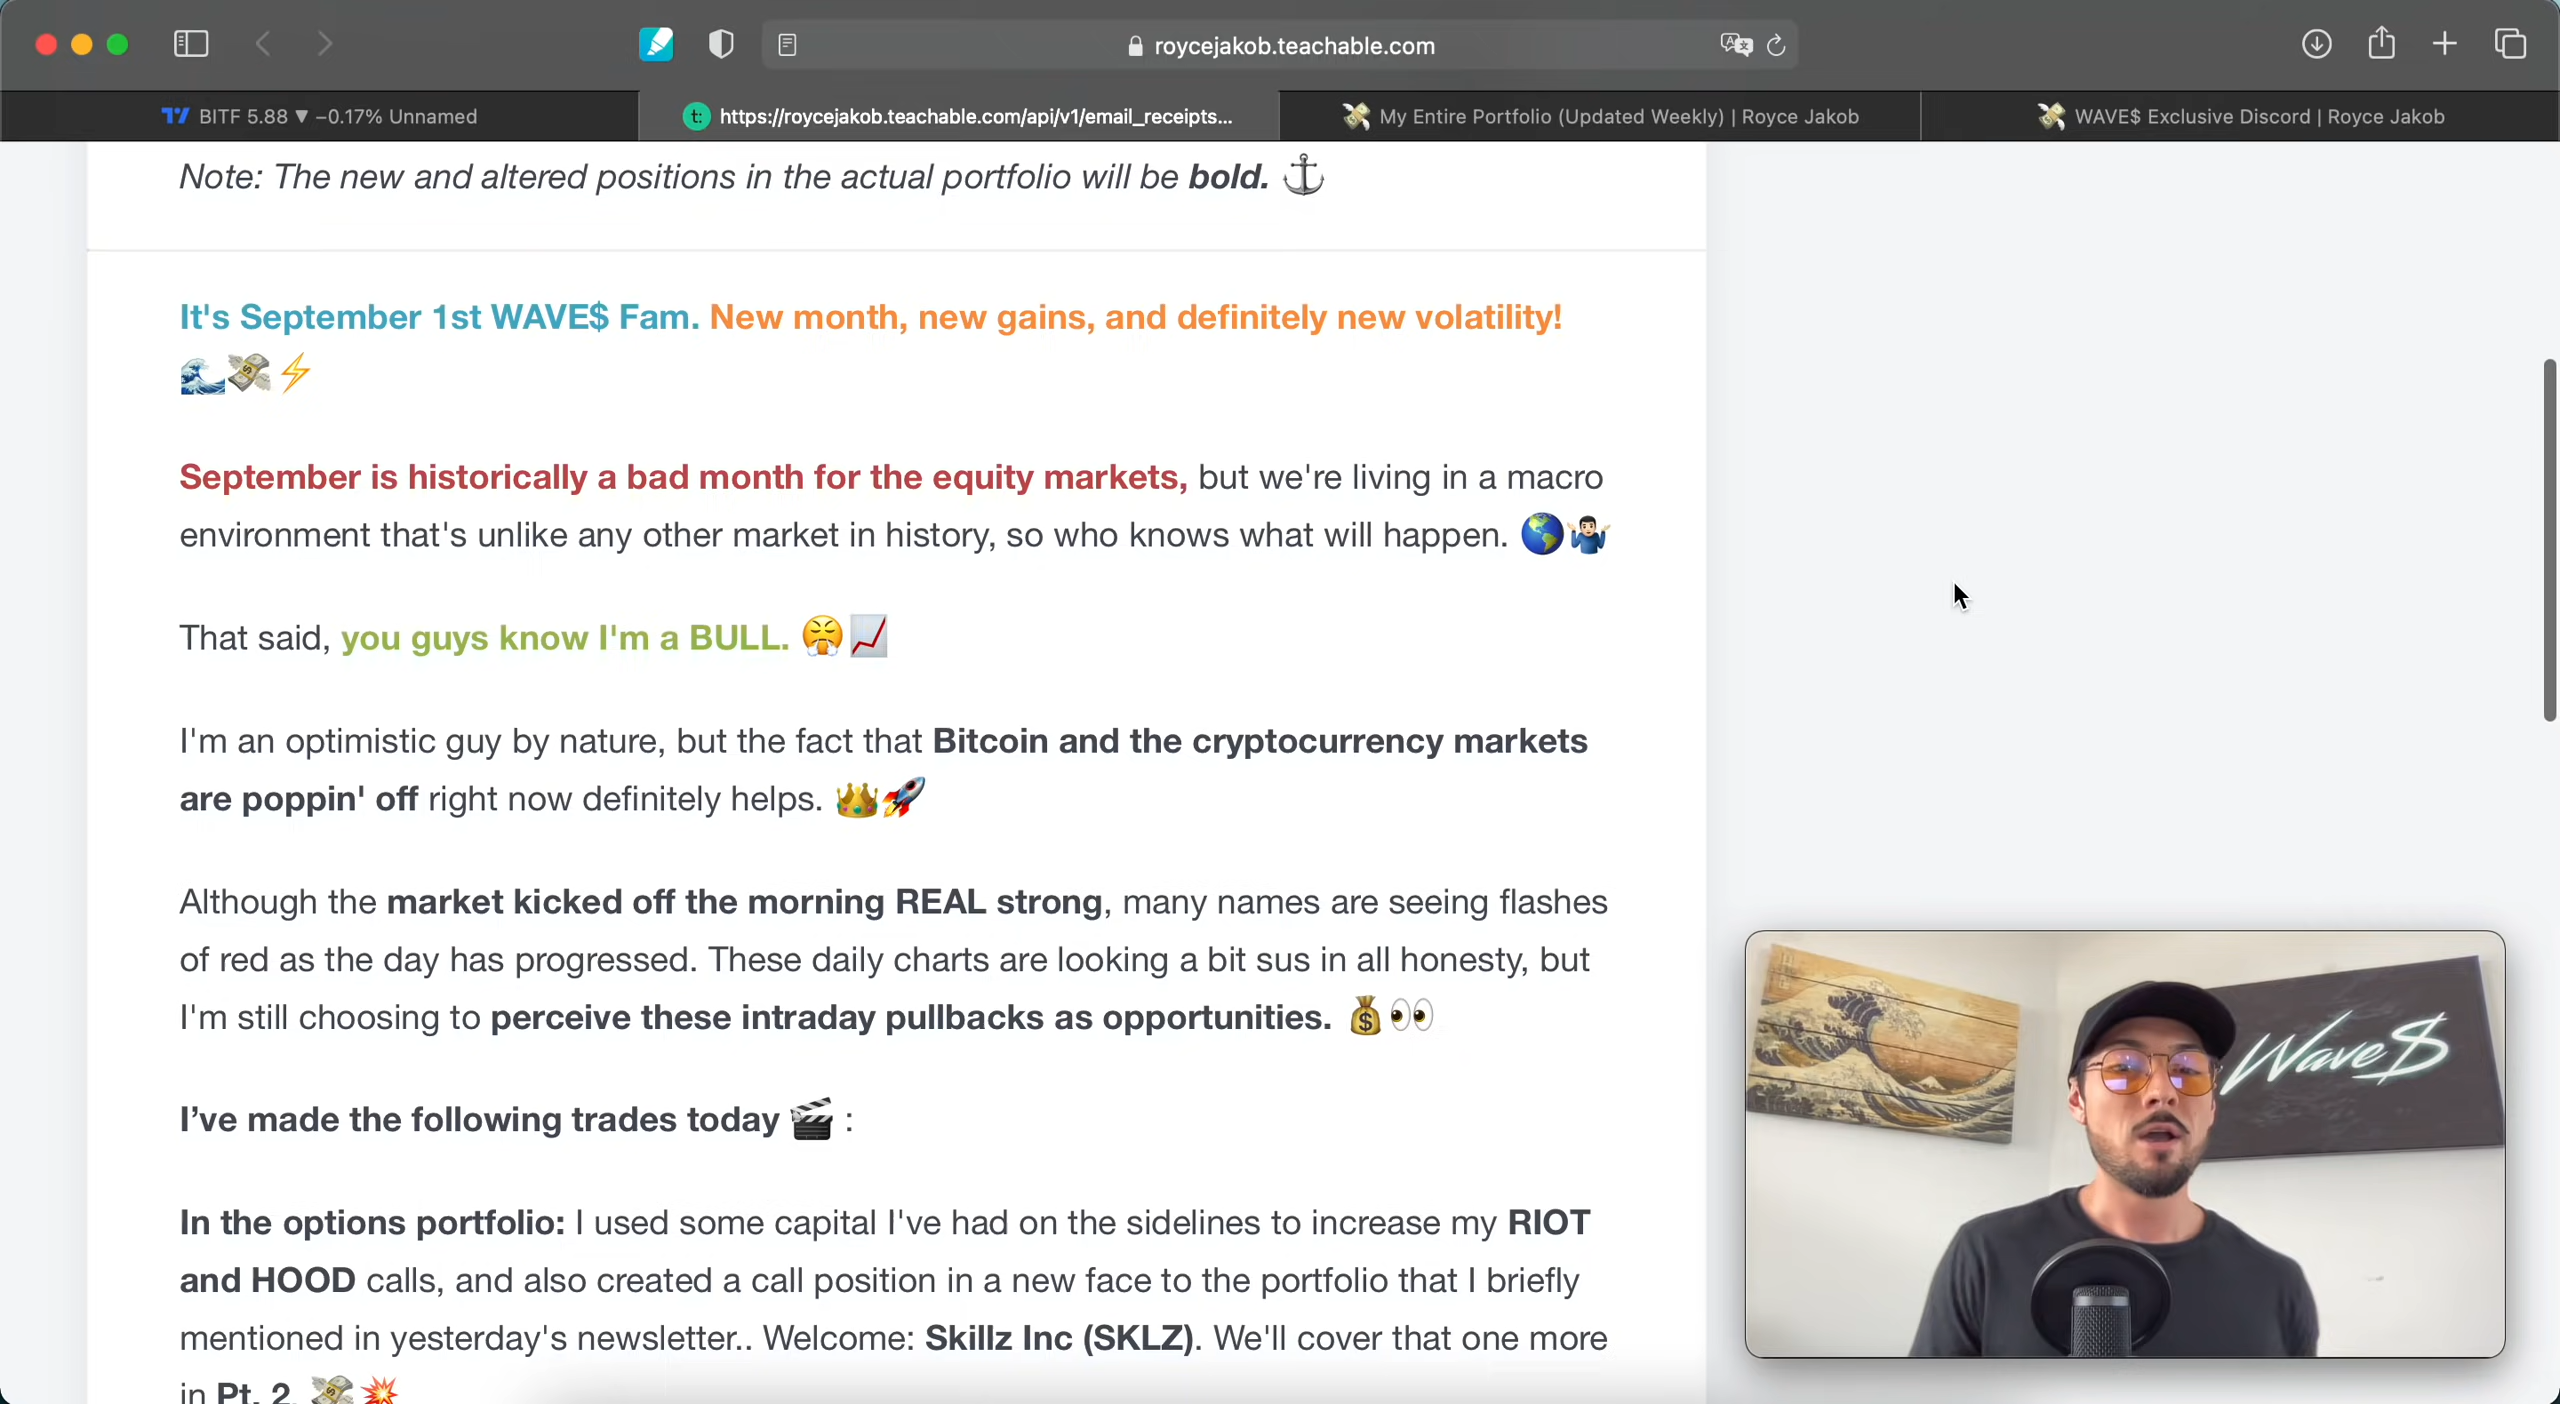 roycejakob.teachable.com
BITF 5.88 ▼ −0.17% Unnamed
t: https://roycejakob.teachable.com/api/v1/email_receipts...
My Entire Portfolio (Updated Weekly) | Royce Jakob
WAVE$ Exclusive Discord | Royce Jakob
Note: The new and altered positions in the actual portfolio will be bold. ⚓
It's September 1st WAVE$ Fam. New month, new gains, and definitely new volatility!
🌊💸⚡
September is historically a bad month for the equity markets, but we're living in a macro
environment that's unlike any other market in history, so who knows what will happen. 🌎🤷🏻‍♂️
That said, you guys know I'm a BULL. 😤📈
I'm an optimistic guy by nature, but the fact that Bitcoin and the cryptocurrency markets
are poppin' off right now definitely helps. 👑🚀
Although the market kicked off the morning REAL strong, many names are seeing flashes
of red as the day has progressed. These daily charts are looking a bit sus in all honesty, but
I'm still choosing to perceive these intraday pullbacks as opportunities. 💰👀
I’ve made the following trades today 🎬 :
In the options portfolio: I used some capital I've had on the sidelines to increase my RIOT
and HOOD calls, and also created a call position in a new face to the portfolio that I briefly
mentioned in yesterday's newsletter.. Welcome: Skillz Inc (SKLZ). We'll cover that one more
in Pt. 2. 💸💥
Wave$